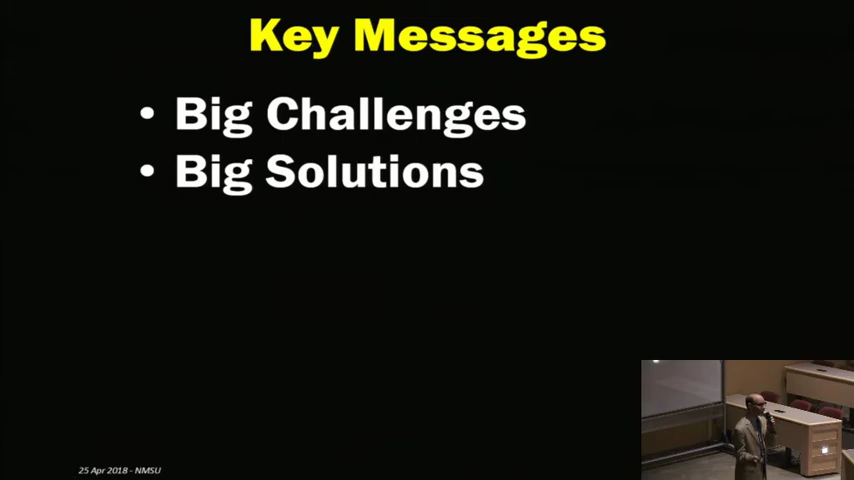 Key Messages
• Big Challenges
• Big Solutions
25 Apr 2018 - NMSU